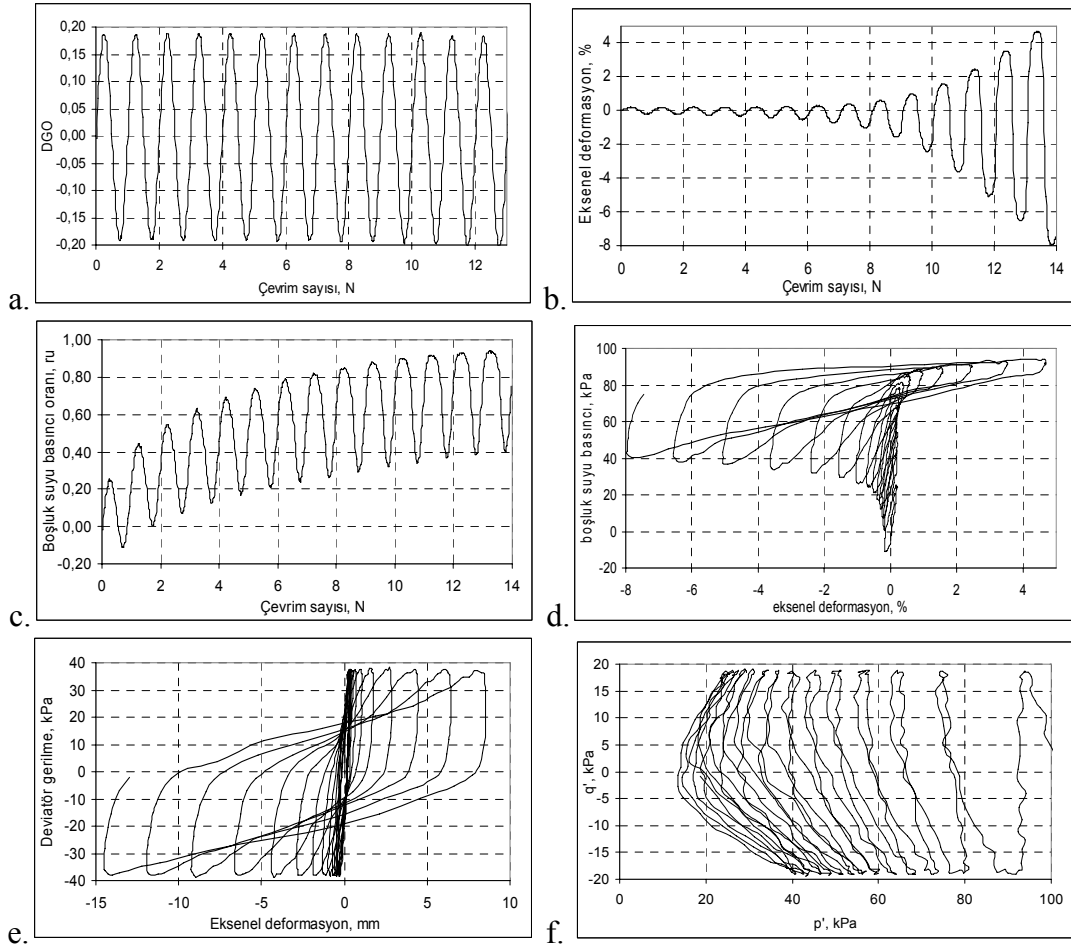 0,20
0,15
0,10
0,05
0,00
-0,05
-0,10
-0,15
-0,20
DGO
0 2 4 6 8 10 12
Çevrim sayısı, N
a.
4
2
0
-2
-4
-6
-8
Eksenel deformasyon, %
0 2 4 6 8 10 12 14
Çevrim sayısı, N
b.
1,00
0,80
0,60
0,40
0,20
0,00
-0,20
Boşluk suyu basıncı oranı, ru
0 2 4 6 8 10 12 14
Çevrim sayısı, N
c.
100
80
60
40
20
0
-20
boşluk suyu basıncı, kPa
-8 -6 -4 -2 0 2 4
eksenel deformasyon, %
d.
40
30
20
10
0
-10
-20
-30
-40
Deviatör gerilme, kPa
-15 -10 -5 0 5 10
Eksenel deformasyon, mm
e.
20
15
10
5
0
-5
-10
-15
-20
q', kPa
0 20 40 60 80 100
p', kPa
f.